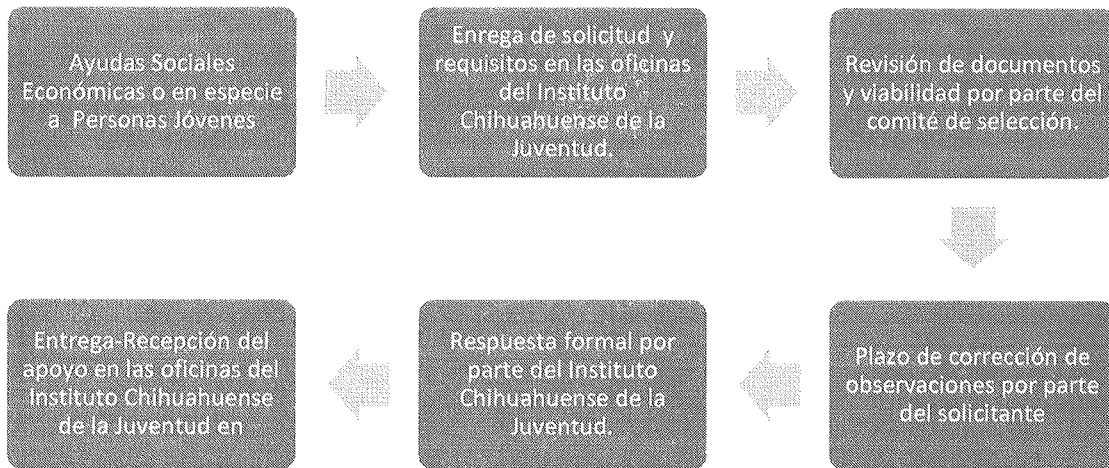 Ayudas Sociales
Económicas o en especie
a Personas Jóvenes
Enrega de solicitud y
requisitos en las oficinas
del Instituto
Chihuahuense de la
Juventud.
Revisión de documentos
y viabilidad por parte del
comité de selección.
Plazo de corrección de
observaciones por parte
del solicitante
Respuesta formal por
parte del Instituto
Chihuahuense de la
Juventud.
Entrega-Recepción del
apoyo en las oficinas del
Instituto Chihuahuense
de la Juventud en